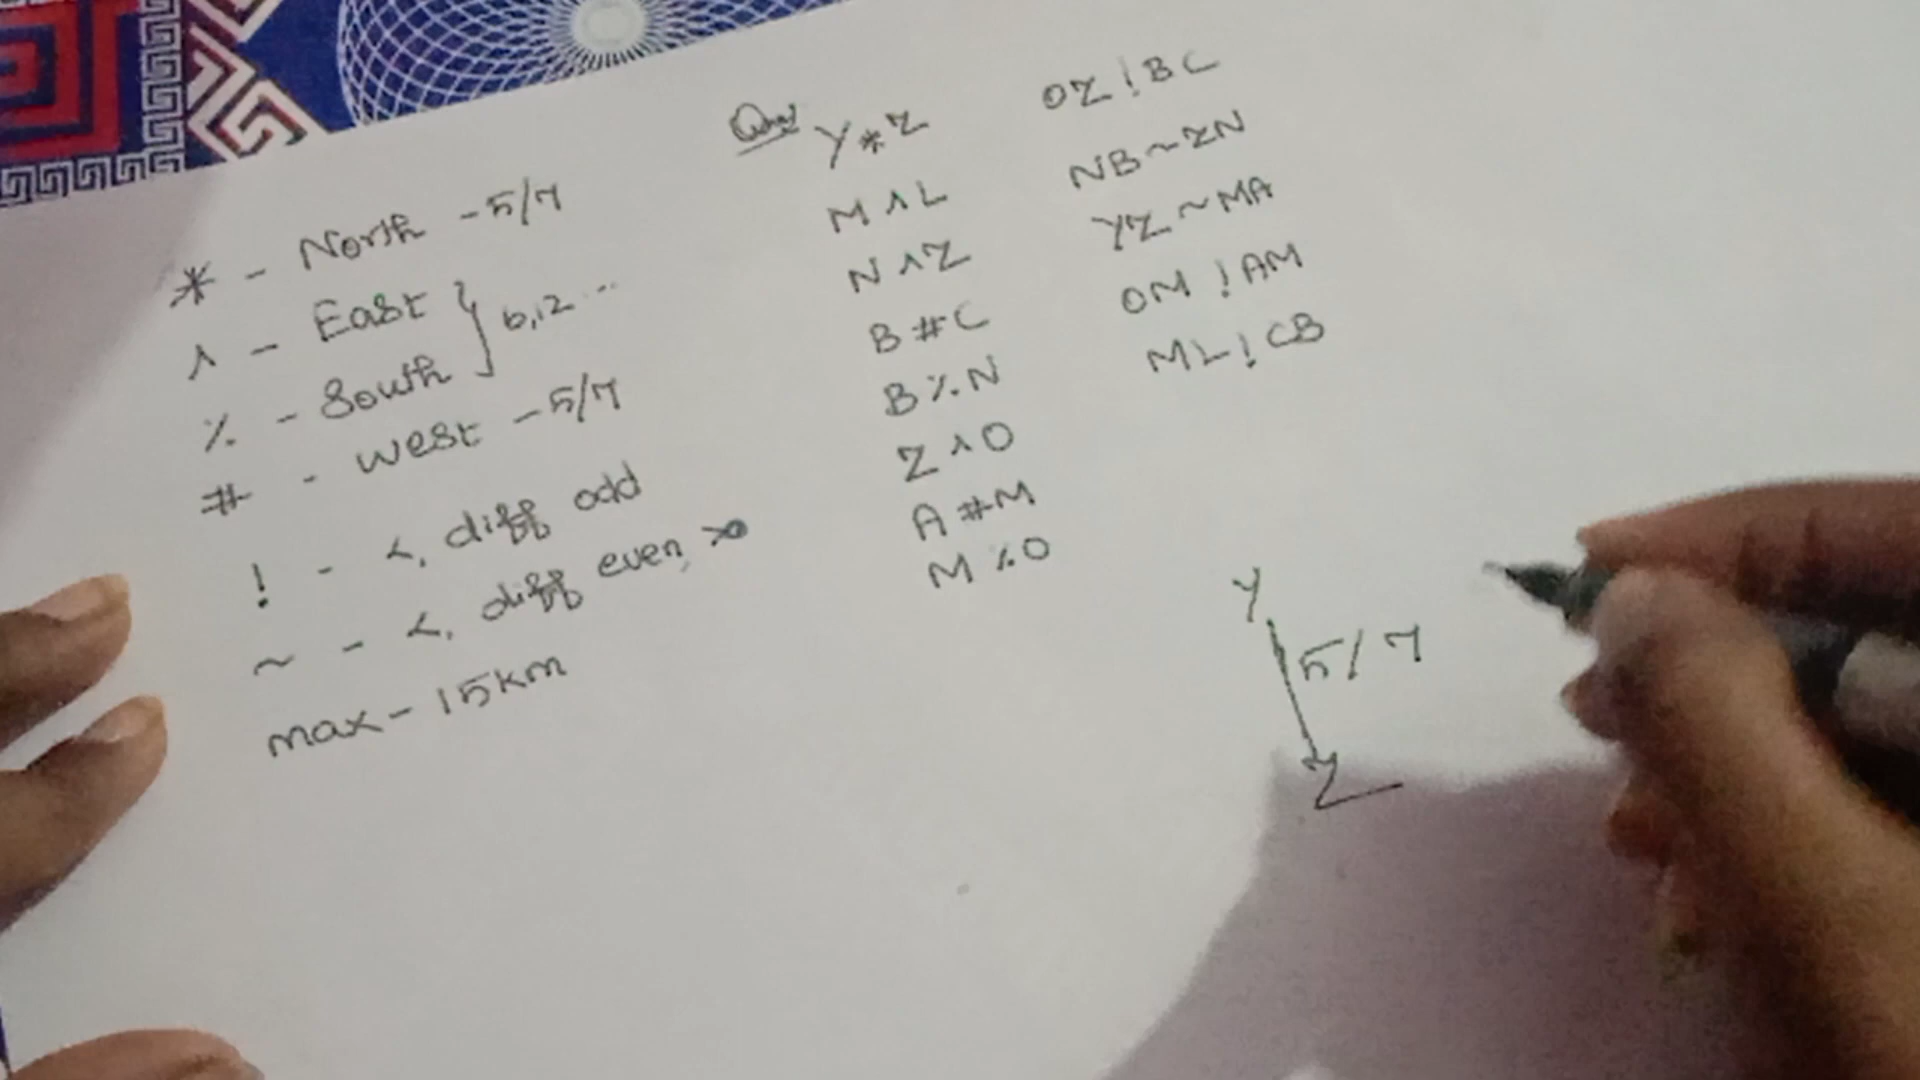 * - North - 5/7
∧ - East } 6,12 ...
% - South
# - West - 5/7
! - <, diff odd
~ - <, diff even,
max - 15km
Y * Z
M ∧ L
N ∧ Z
B # C
B % N
Z ∧ O
A # M
M % O
OZ ! BC
NB ~ ZN
YZ ~ MA
OM ! AM
ML ! CB
Y
5/7
Z